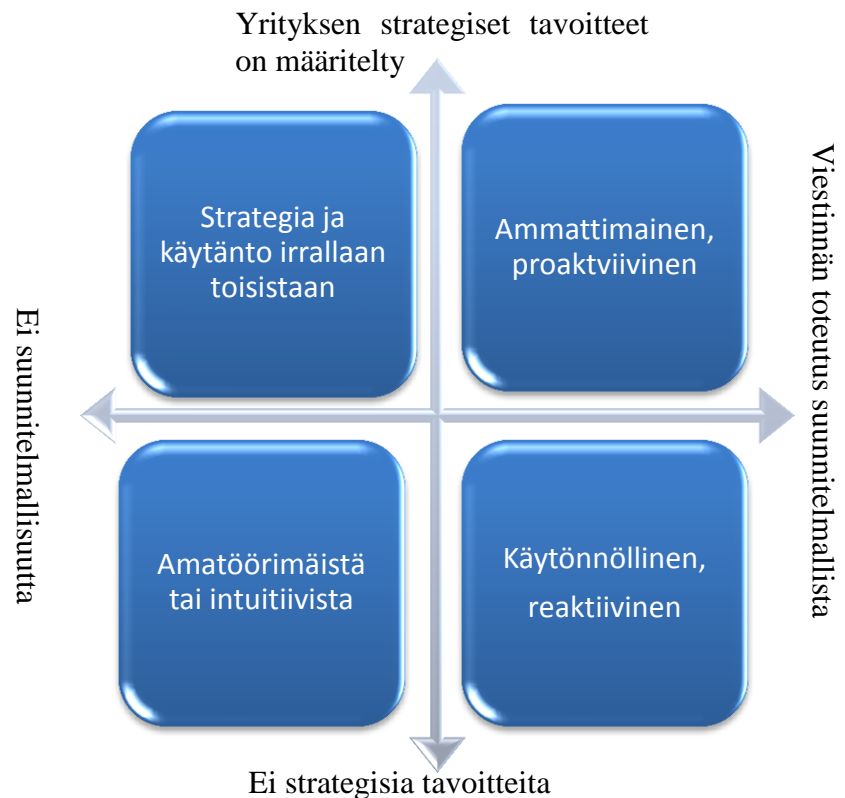 Yrityksen strategiset tavoitteet
on määritelty
Strategia ja
käytänto irrallaan
toisistaan
Ammattimainen,
proaktviivinen
Ei suunnitelmallisuutta
Viestinnän toteutus suunnitelmallista
Amatöörimäistä
tai intuitiivista
Käytönnöllinen,
reaktiivinen
Ei strategisia tavoitteita